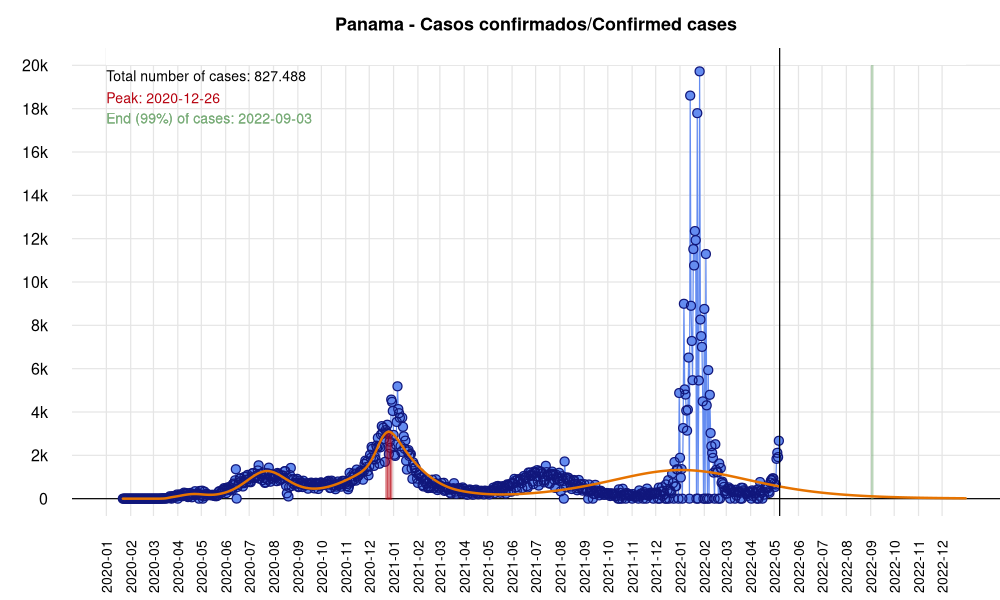 Panama - Casos confirmados/Confirmed cases
Total number of cases: 827.488
Peak: 2020-12-26
End (99%) of cases: 2022-09-03
20k
18k
16k
14k
12k
10k
8k
6k
4k
2k
0
2020-01
2020-02
2020-03
2020-04
2020-05
2020-06
2020-07
2020-08
2020-09
2020-10
2020-11
2020-12
2021-01
2021-02
2021-03
2021-04
2021-05
2021-06
2021-07
2021-08
2021-09
2021-10
2021-11
2021-12
2022-01
2022-02
2022-03
2022-04
2022-05
2022-06
2022-07
2022-08
2022-09
2022-10
2022-11
2022-12